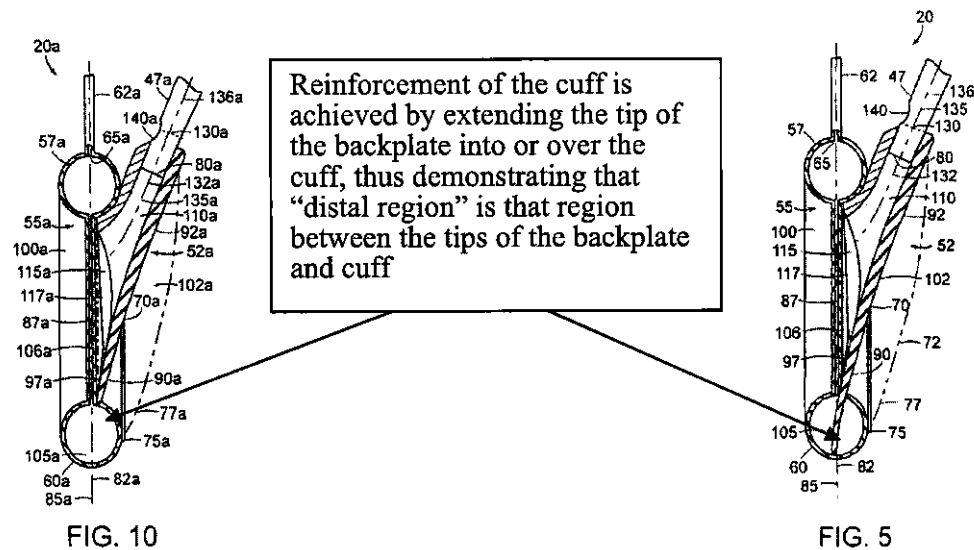 20a
62a
47a
136a
140a
130a
57a
65a
80a
132a
135a
110a
55a
92a
100a
52a
115a
102a
117a
70a
87a
106a
97a
90a
77a
105a
75a
60a
82a
85a
FIG. 10
Reinforcement of the cuff is
achieved by extending the tip of
the backplate into or over the
cuff, thus demonstrating that
“distal region” is that region
between the tips of the backplate
and cuff
20
62
47
136
140
135
57
130
65
80
132
110
55
92
100
52
115
117
102
87
70
106
72
97
90
77
105
75
60
82
85
FIG. 5